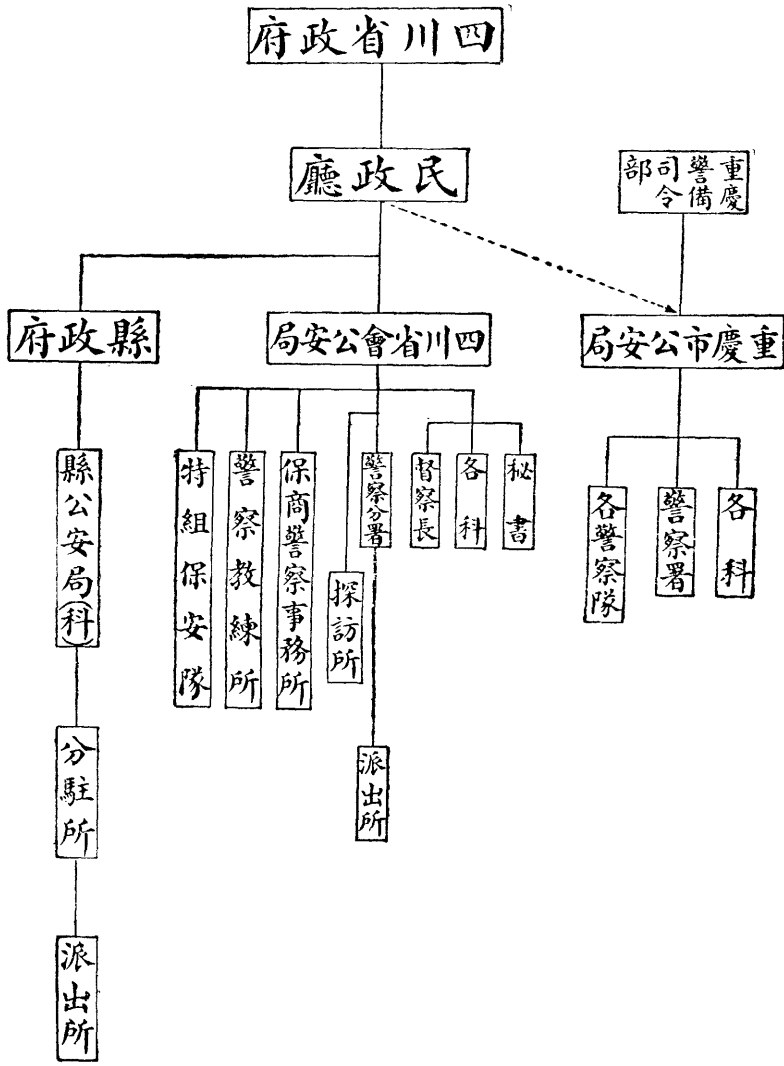 四川省政府
民政廳
重慶警備司令部
重慶市公安局
四川省會公安局
縣政府
各科
警察署
各警察隊
秘書
各科
督察長
警察分署
探訪所
保商警察事務所
警察教練所
特組保安隊
縣公安局(科)
派出所
分駐所
派出所